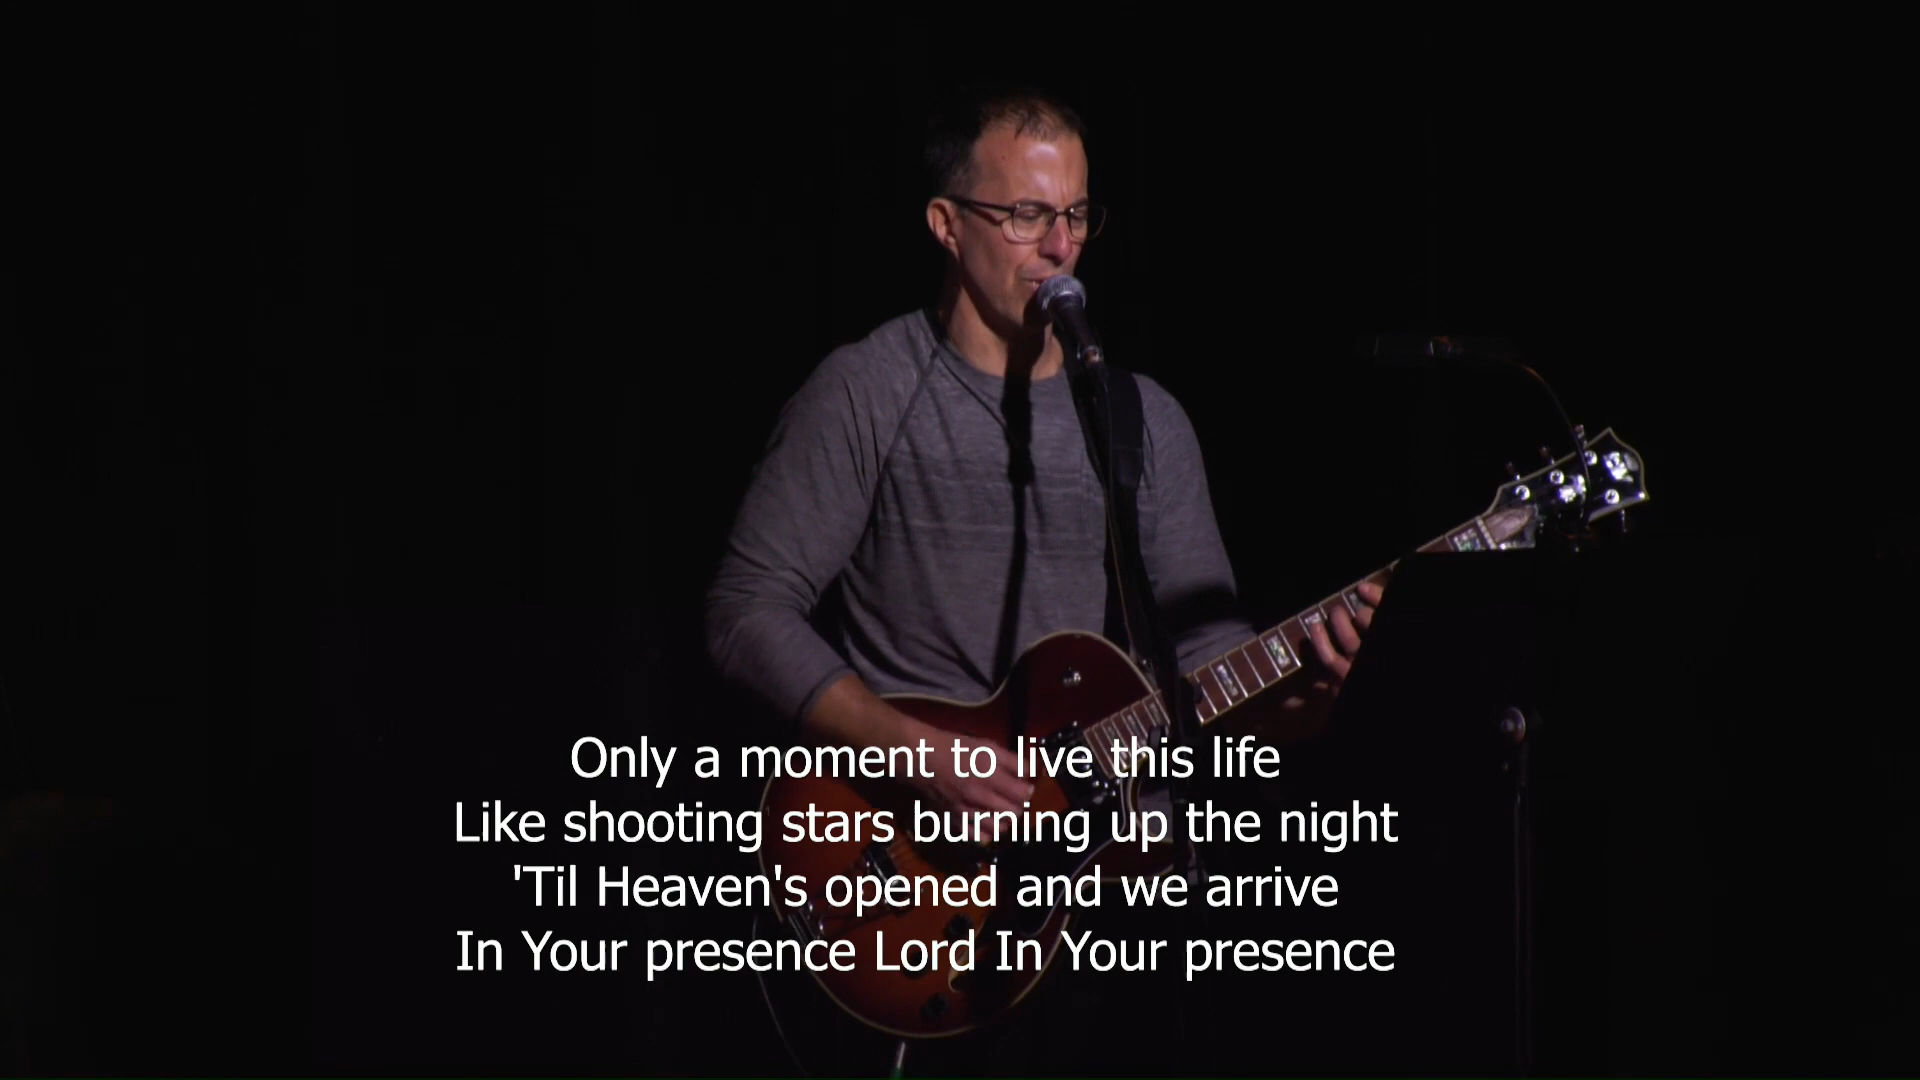 Only a moment to live this life
Like shooting stars burning up the night
'Til Heaven's opened and we arrive
In Your presence Lord In Your presence